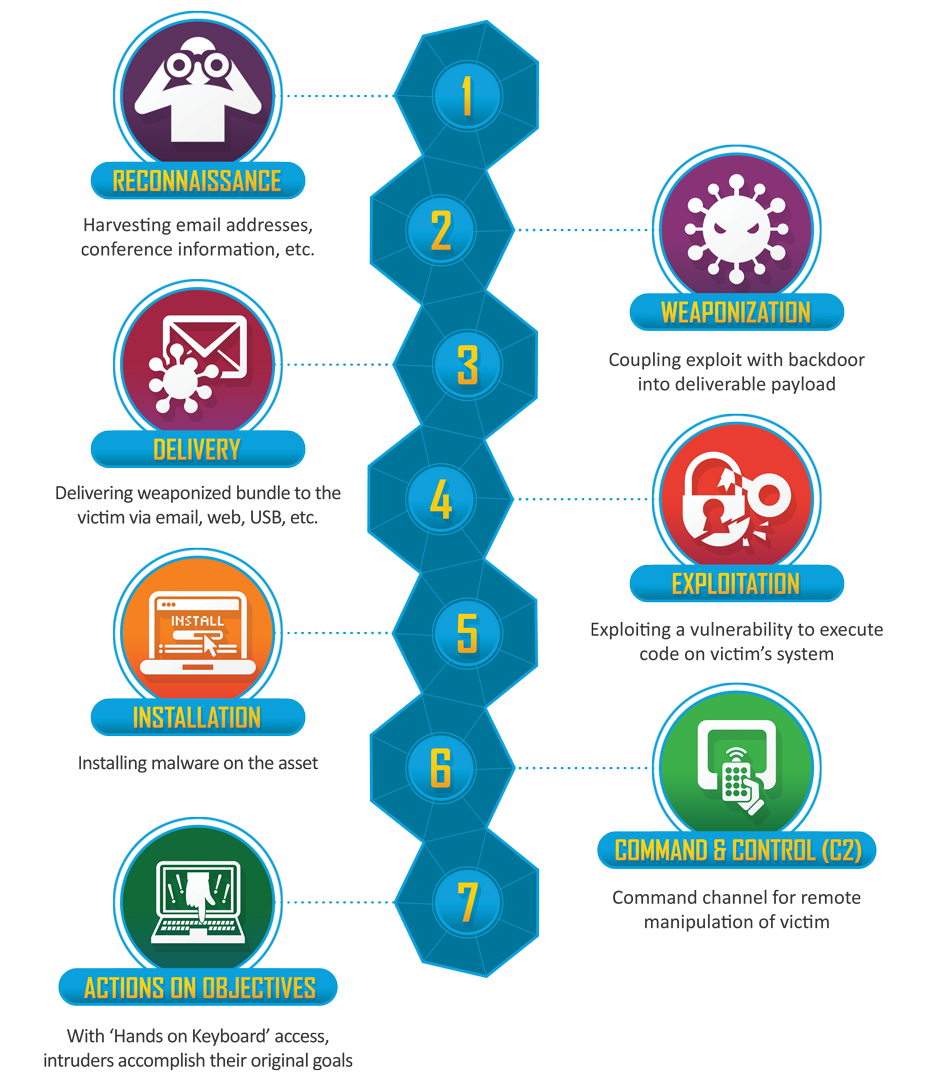 1
RECONNAISSANCE
Harvesting email addresses,
conference information, etc.
2
WEAPONIZATION
Coupling exploit with backdoor
into deliverable payload
3
DELIVERY
Delivering weaponized bundle to the
victim via email, web, USB, etc.
4
EXPLOITATION
Exploiting a vulnerability to execute
code on victim’s system
5
INSTALL
INSTALLATION
Installing malware on the asset
6
COMMAND & CONTROL (C2)
Command channel for remote
manipulation of victim
7
ACTIONS ON OBJECTIVES
With ‘Hands on Keyboard’ access,
intruders accomplish their original goals